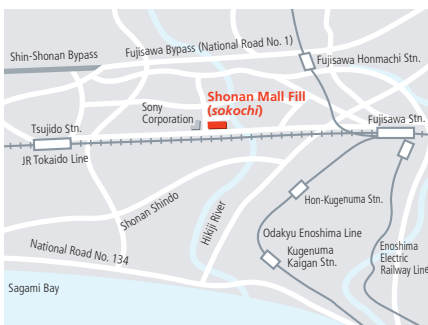 Fujisawa Bypass (National Road No. 1)
Shin-Shonan Bypass
Fujisawa Honmachi Stn.
Shonan Mall Fill
(sokochi)
Sony
Corporation
Fujisawa Stn.
Tsujido Stn.
JR Tokaido Line
Hon-Kugenuma Stn.
Shonan Shindo
Hikiji River
Odakyu Enoshima Line
Kugenuma
Kaigan Stn.
Enoshima
Electric
Railway Line
National Road No. 134
Sagami Bay